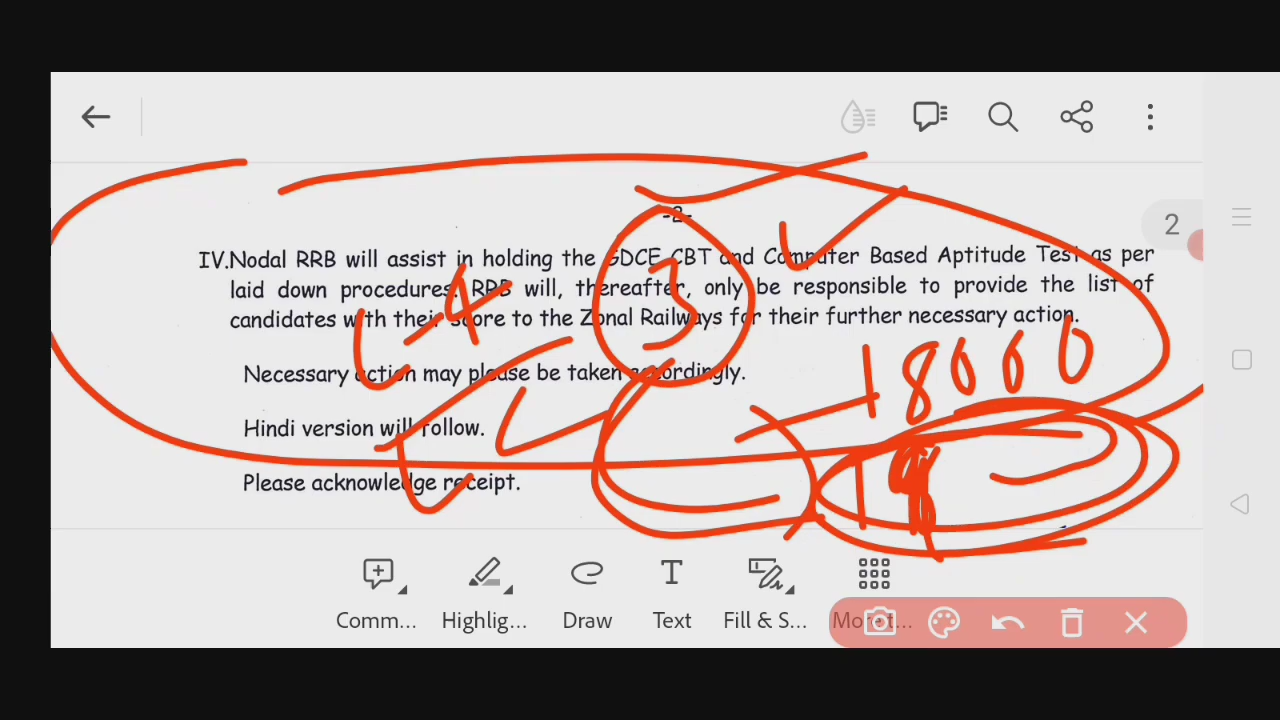 2
-2-
IV.Nodal RRB will assist in holding the GDCE CBT and Computer Based Aptitude Test as per
laid down procedures. RRB will, thereafter, only be responsible to provide the list of
candidates with their score to the Zonal Railways for their further necessary action.
3
4
18000
Necessary action may please be taken accordingly.
Hindi version will follow.
Please acknowledge receipt.
Comm... Highlig... Draw Text Fill & S... More t...